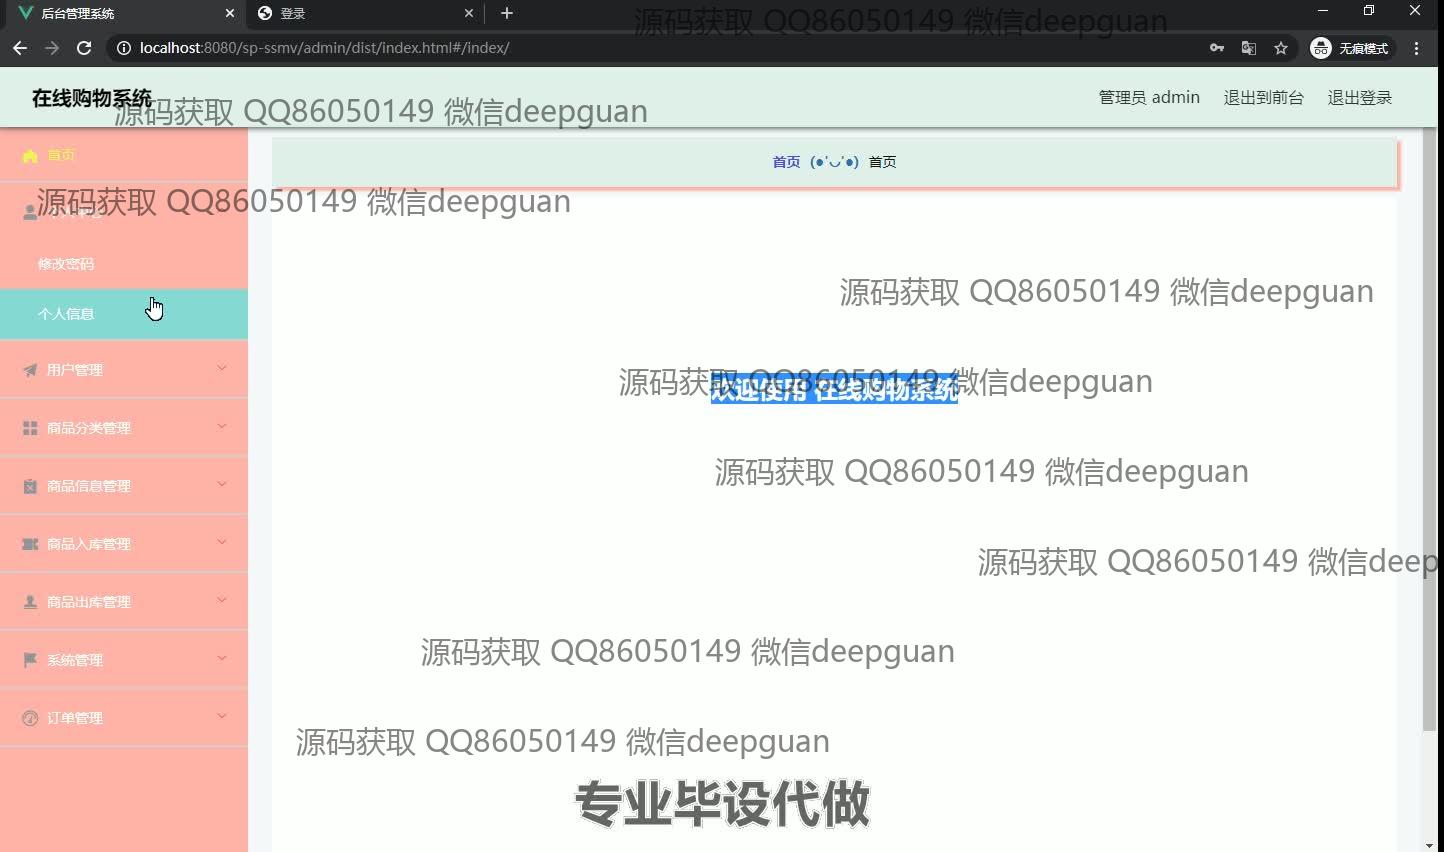 后台管理系统
登录
源码获取 QQ86050149 微信deepguan
localhost:8080/sp-ssmv/admin/dist/index.html#/index/
无痕模式
在线购物系统
源码获取 QQ86050149 微信deepguan
管理员 admin
退出到前台
退出登录
首页
首页 (●'◡'●) 首页
源码获取 QQ86050149 微信deepguan
修改密码
源码获取 QQ86050149 微信deepguan
个人信息
用户管理
源码获取 QQ86050149 微信deepguan
欢迎使用 在线购物系统
商品分类管理
源码获取 QQ86050149 微信deepguan
商品信息管理
商品入库管理
源码获取 QQ86050149 微信deep
商品出库管理
源码获取 QQ86050149 微信deepguan
系统管理
订单管理
源码获取 QQ86050149 微信deepguan
专业毕设代做